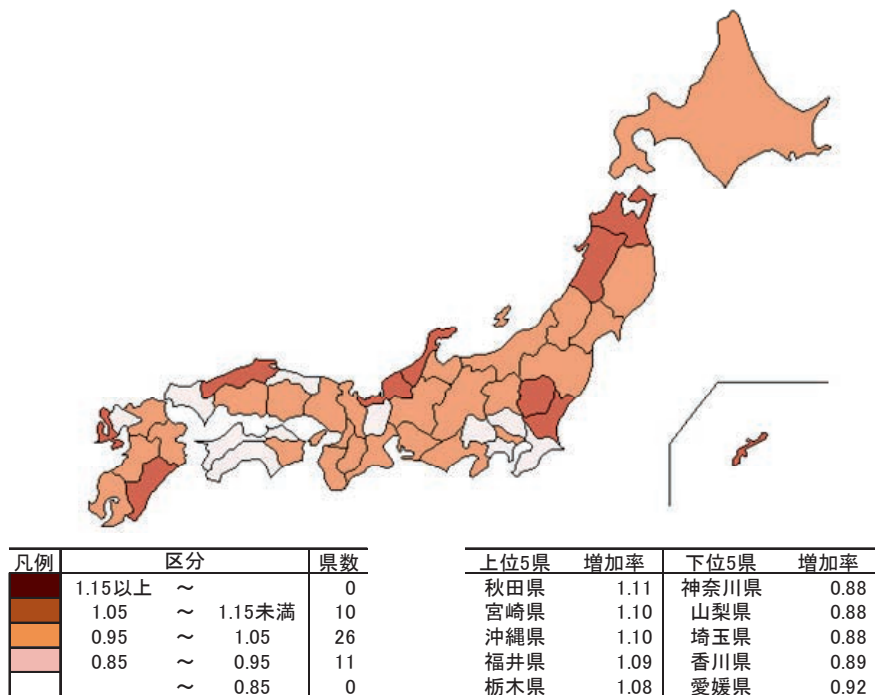 凡例 区分 県数
1.15以上 ～ 0
1.05 ～ 1.15未満 10
0.95 ～ 1.05 26
0.85 ～ 0.95 11
～ 0.85 0
上位5県 増加率 下位5県 増加率
秋田県 1.11 神奈川県 0.88
宮崎県 1.10 山梨県 0.88
沖縄県 1.10 埼玉県 0.88
福井県 1.09 香川県 0.89
栃木県 1.08 愛媛県 0.92